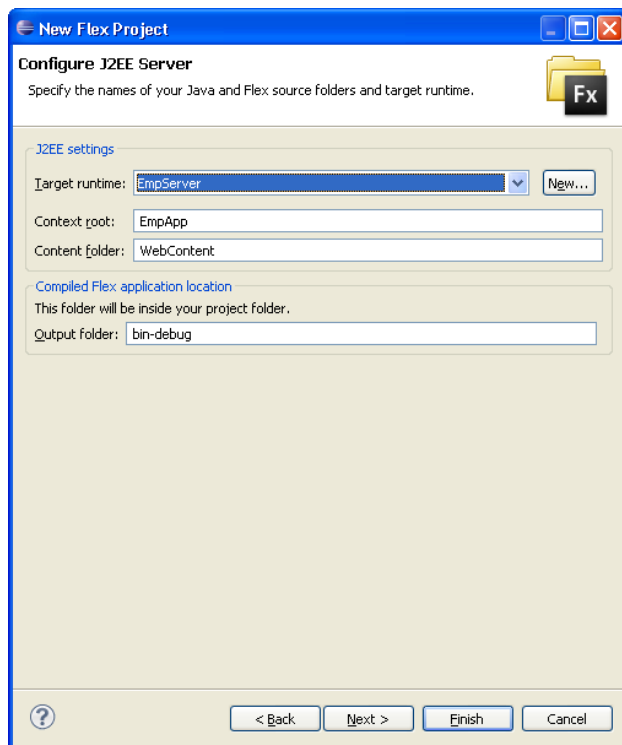 New Flex Project
Configure J2EE Server
Specify the names of your Java and Flex source folders and target runtime.
Fx
J2EE settings
Target runtime: EmpServer New...
Context root: EmpApp
Content folder: WebContent
Compiled Flex application location
This folder will be inside your project folder.
Output folder: bin-debug
? < Back Next > Finish Cancel